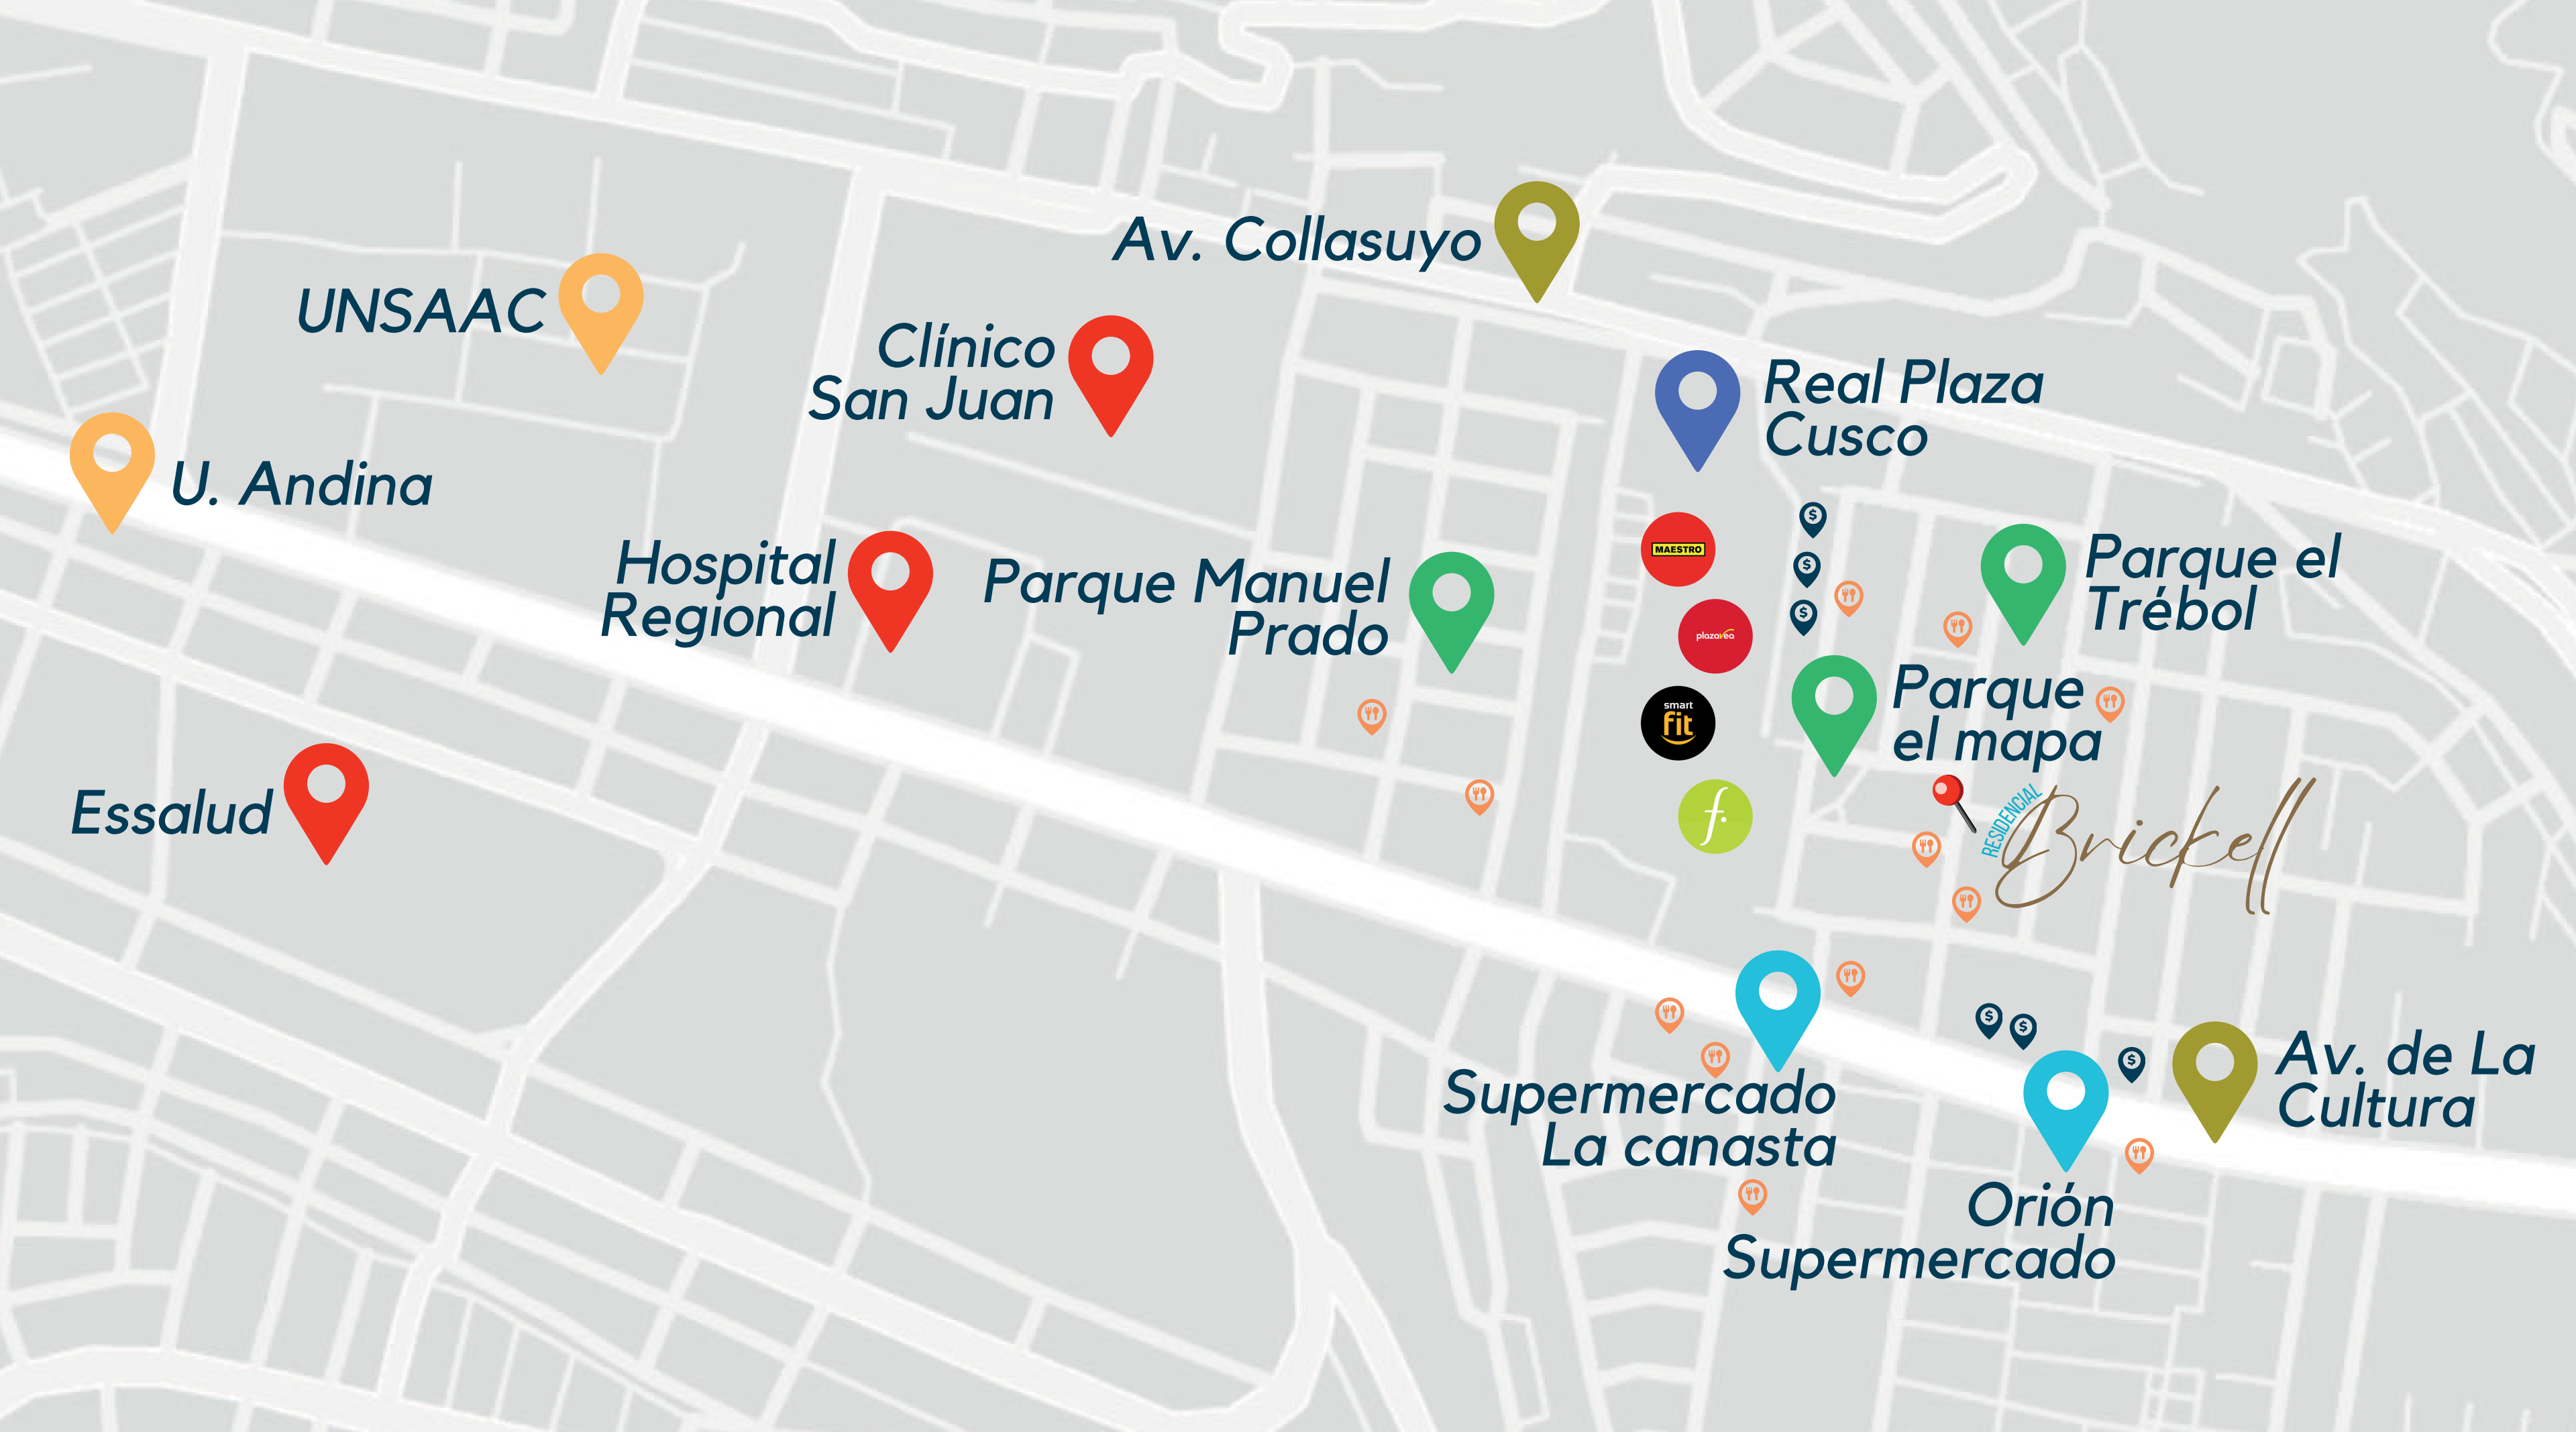 Av. Collasuyo
UNSAAC
Clínico
San Juan
Real Plaza
Cusco
U. Andina
Hospital
Regional
Parque Manuel
Prado
MAESTRO
$
$
$
Parque el
Trébol
plazavea
Parque
el mapa
smart
fit
f.
Essalud
RESIDENCIAL
Brickell
$
$
$
Av. de La
Cultura
Supermercado
La canasta
Orión
Supermercado